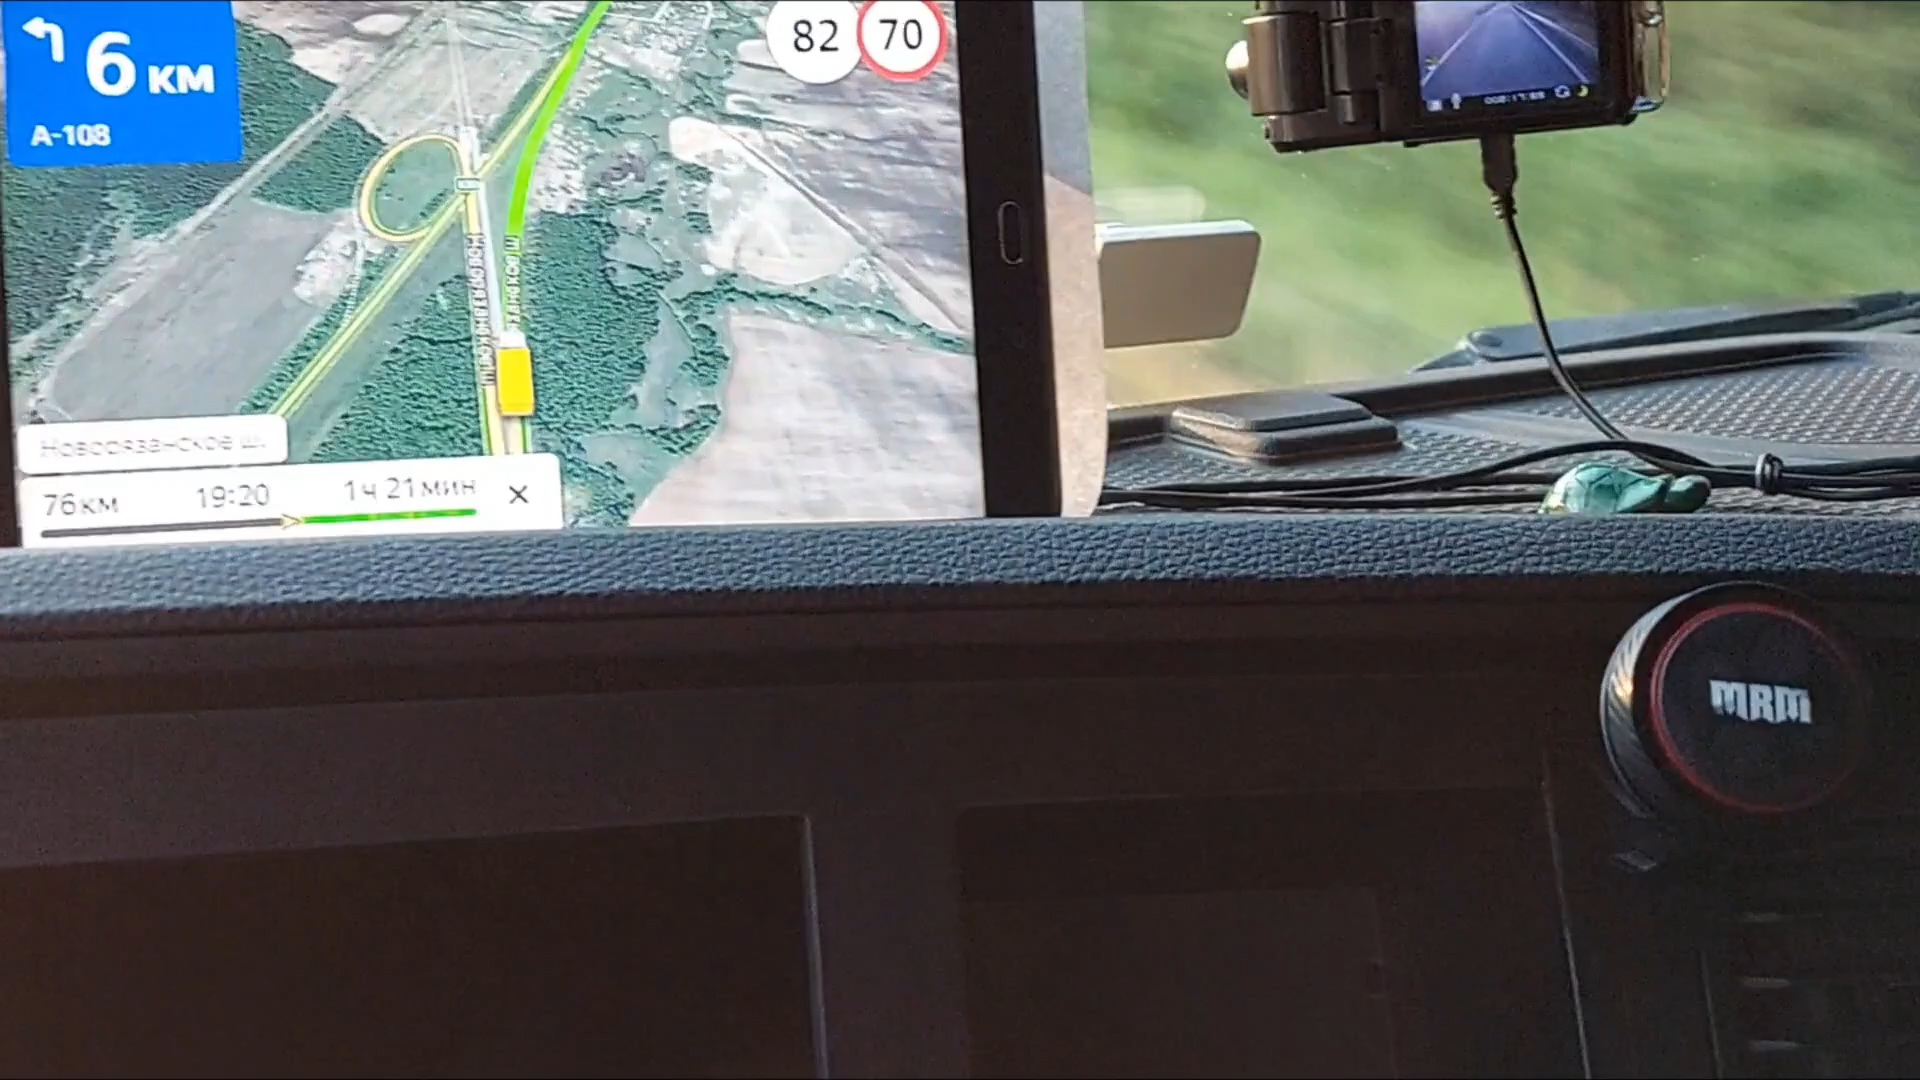 6 км
А-108
82
70
Новорязанское ш.
76 км 19:20 1 ч 21 мин
MRM